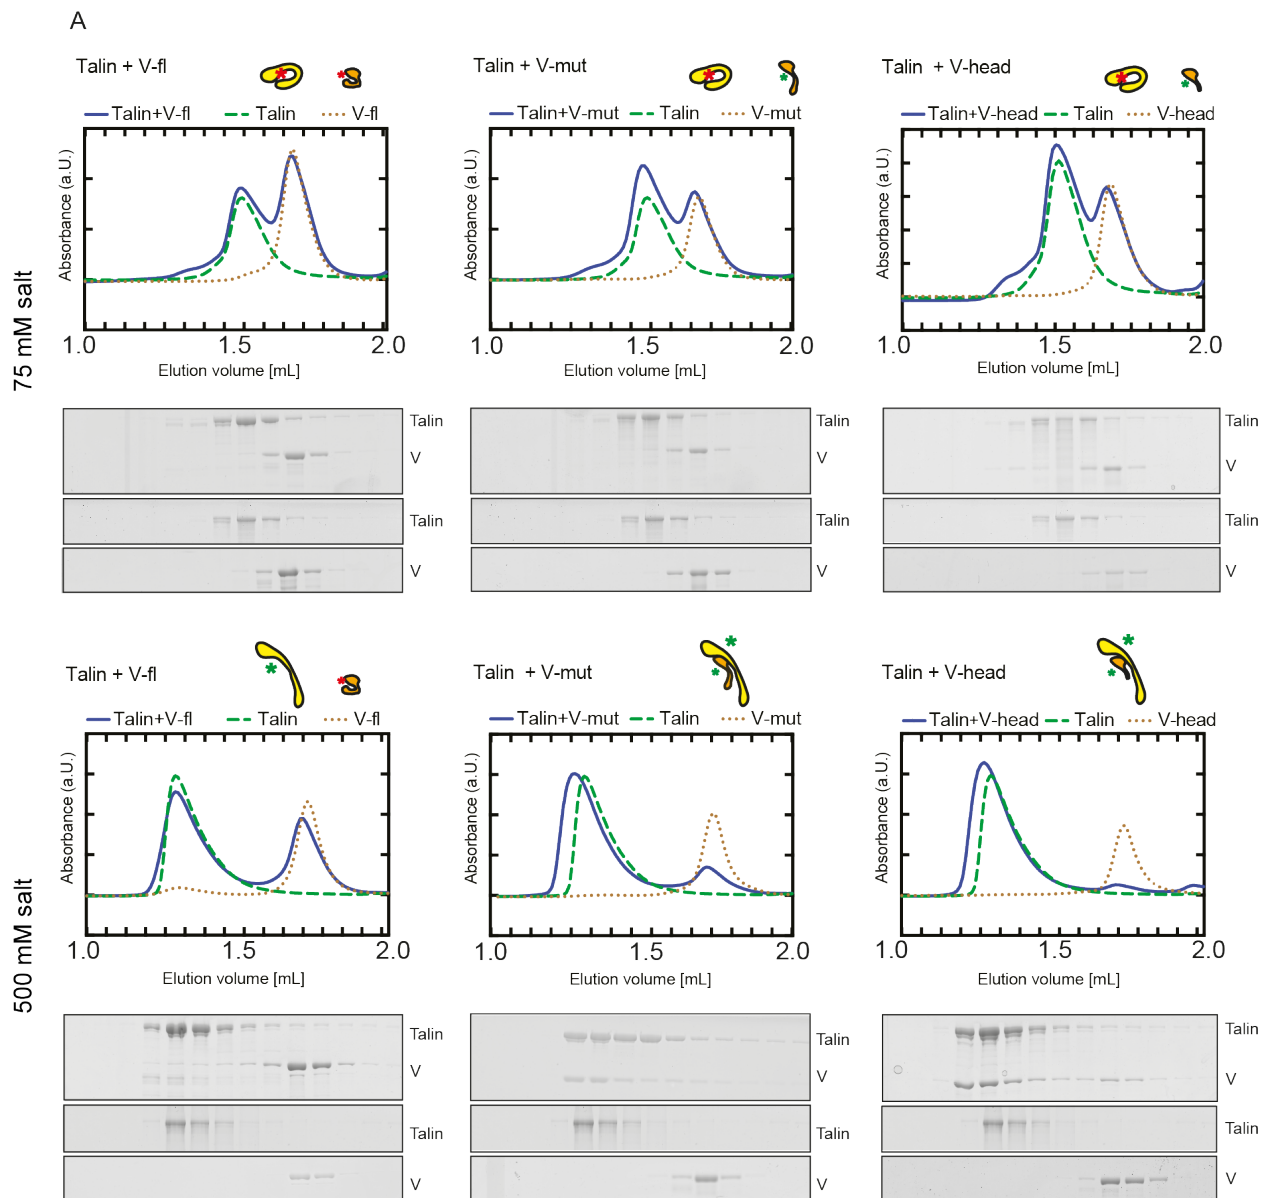 A
Talin + V-fl
Talin + V-mut
Talin + V-head
Talin+V-fl Talin V-fl
Talin+V-mut Talin V-mut
Talin+V-head Talin V-head
75 mM salt
Absorbance (a.U.)
Absorbance (a.U.)
Absorbance (a.U.)
1.0 1.5 2.0
1.0 1.5 2.0
1.0 1.5 2.0
Elution volume [mL]
Elution volume [mL]
Elution volume [mL]
Talin
V
Talin
V
Talin
V
Talin
V
Talin
V
Talin
V
Talin + V-fl
Talin + V-mut
Talin + V-head
Talin+V-fl Talin V-fl
Talin+V-mut Talin V-mut
Talin+V-head Talin V-head
500 mM salt
Absorbance (a.U.)
Absorbance (a.U.)
Absorbance (a.U.)
1.0 1.5 2.0
1.0 1.5 2.0
1.0 1.5 2.0
Elution volume [mL]
Elution volume [mL]
Elution volume [mL]
Talin
V
Talin
V
Talin
V
Talin
V
Talin
V
Talin
V